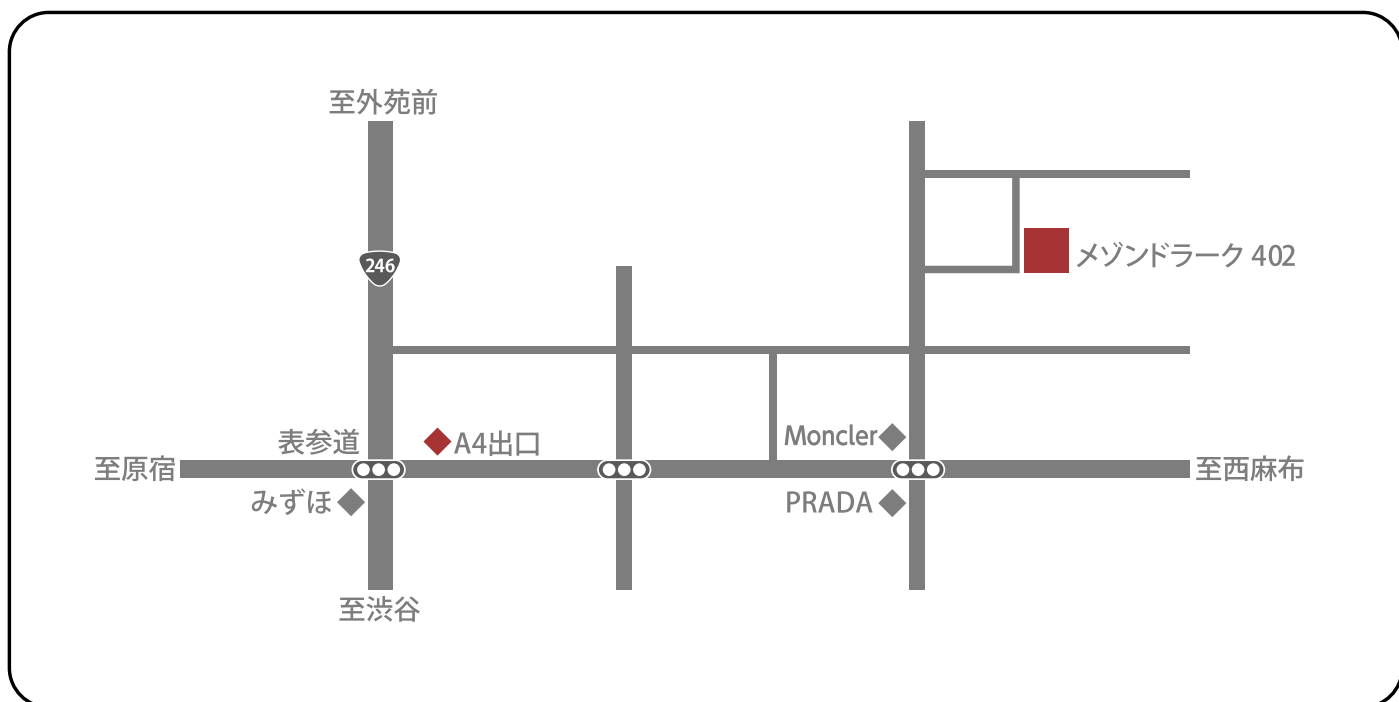 至外苑前
246
メゾンドラーク 402
表参道
A4出口
Moncler
至原宿
至西麻布
みずほ
PRADA
至渋谷